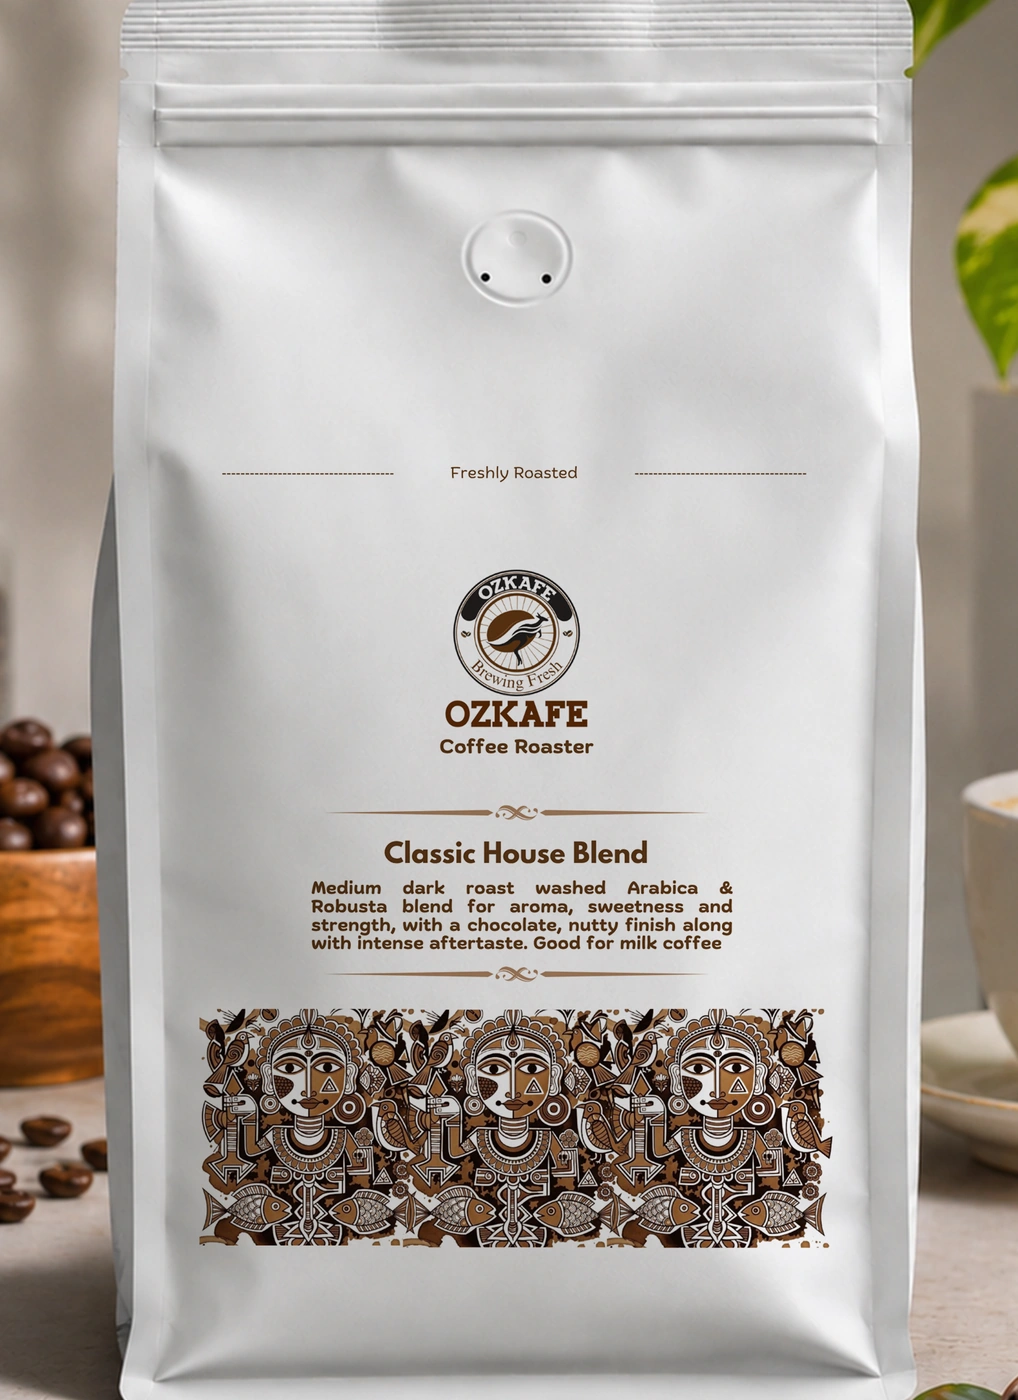 Freshly Roasted
OZKAFE
Brewing Fresh
OZKAFE
Coffee Roaster
Classic House Blend
Medium dark roast washed Arabica &
Robusta blend for aroma, sweetness and
strength, with a chocolate, nutty finish along
with intense aftertaste. Good for milk coffee